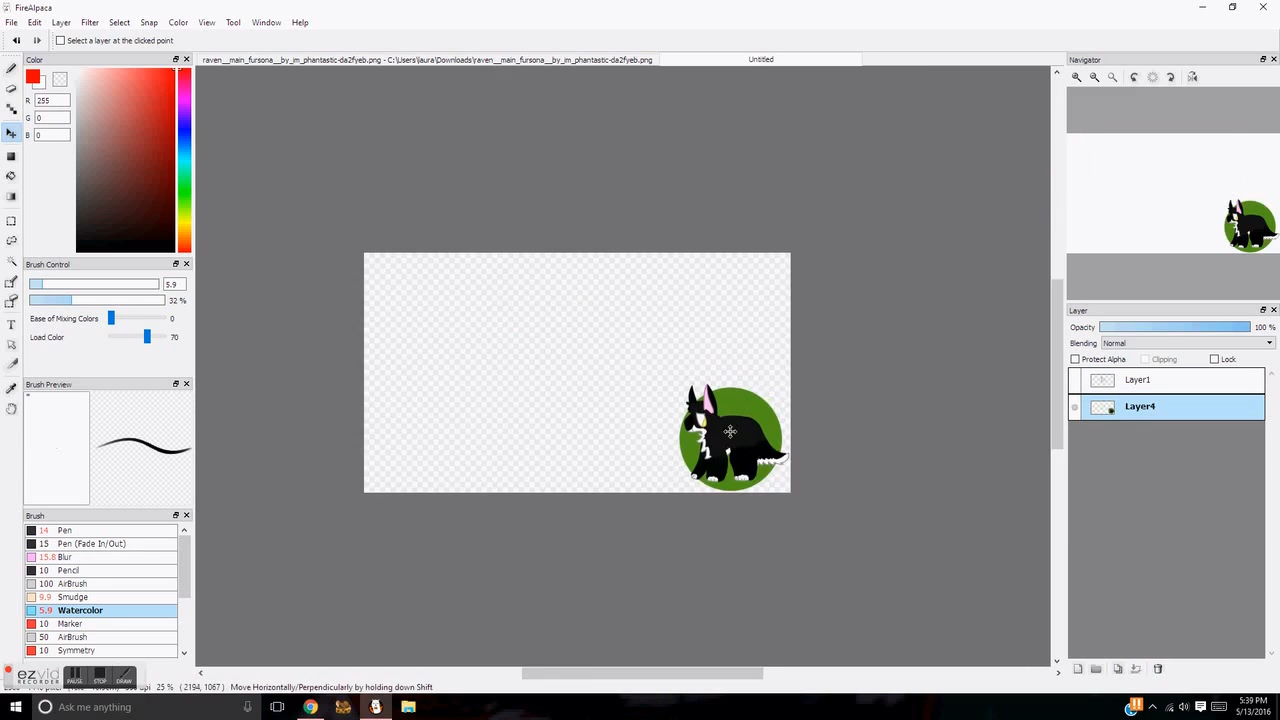 FireAlpaca
File Edit Layer Filter Select Snap Color View Tool Window Help
Select a layer at the clicked point
Color
raven__main_fursona__by_im_phantastic-da2fyeb.png - C:\Users\laura\Downloads\raven__main_fursona__by_im_phantastic-da2fyeb.png
Untitled
Navigator
R 255
G 0
B 0
Brush Control
5.9
32 %
Ease of Mixing Colors 0
Load Color 70
Brush Preview
Brush
14 Pen
15 Pen (Fade In/Out)
15.8 Blur
10 Pencil
100 AirBrush
9.9 Smudge
5.9 Watercolor
10 Marker
50 AirBrush
10 Symmetry
Layer
Opacity 100 %
Blending Normal
Protect Alpha Clipping Lock
Layer1
Layer4
ezvid
RECORDER
PAUSE STOP DRAW
25 % (2194, 1067) Move Horizontally/Perpendicularly by holding down Shift
Ask me anything
5:39 PM
5/13/2016